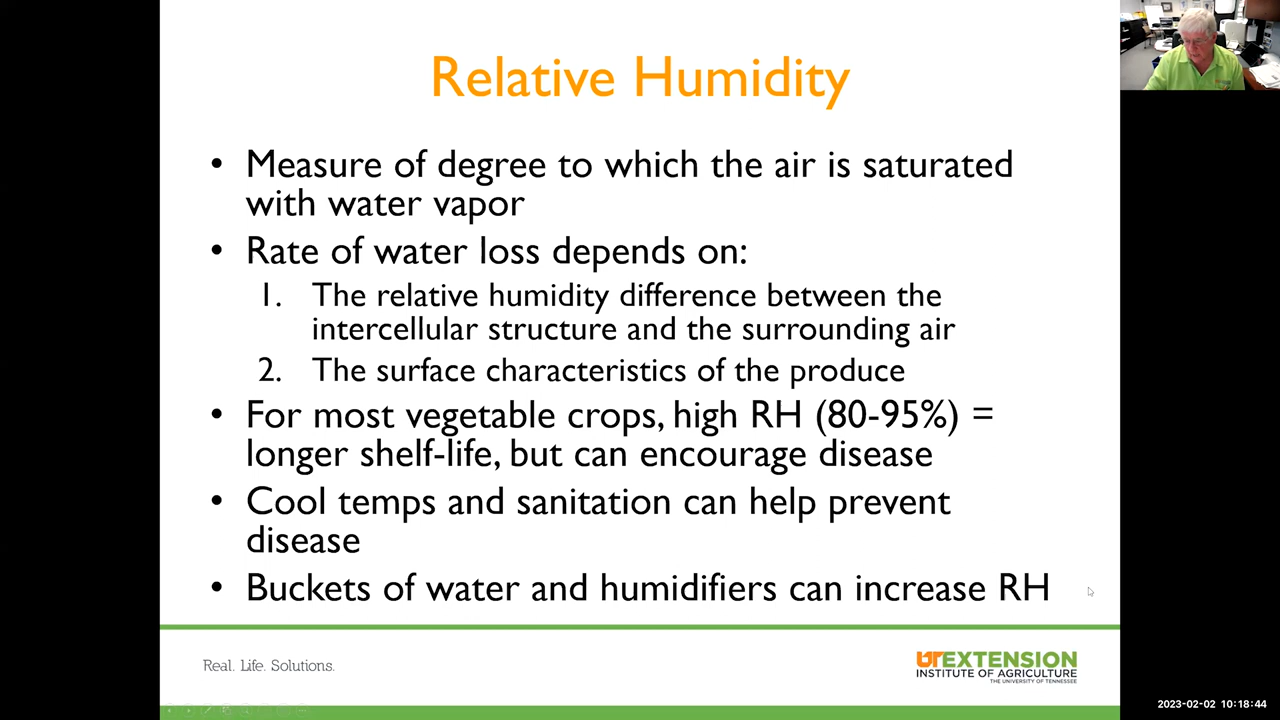 Relative Humidity
• Measure of degree to which the air is saturated
with water vapor
• Rate of water loss depends on:
1. The relative humidity difference between the
intercellular structure and the surrounding air
2. The surface characteristics of the produce
• For most vegetable crops, high RH (80-95%) =
longer shelf-life, but can encourage disease
• Cool temps and sanitation can help prevent
disease
• Buckets of water and humidifiers can increase RH
Real. Life. Solutions.
UT EXTENSION
INSTITUTE OF AGRICULTURE
THE UNIVERSITY OF TENNESSEE
2023-02-02 10:18:44